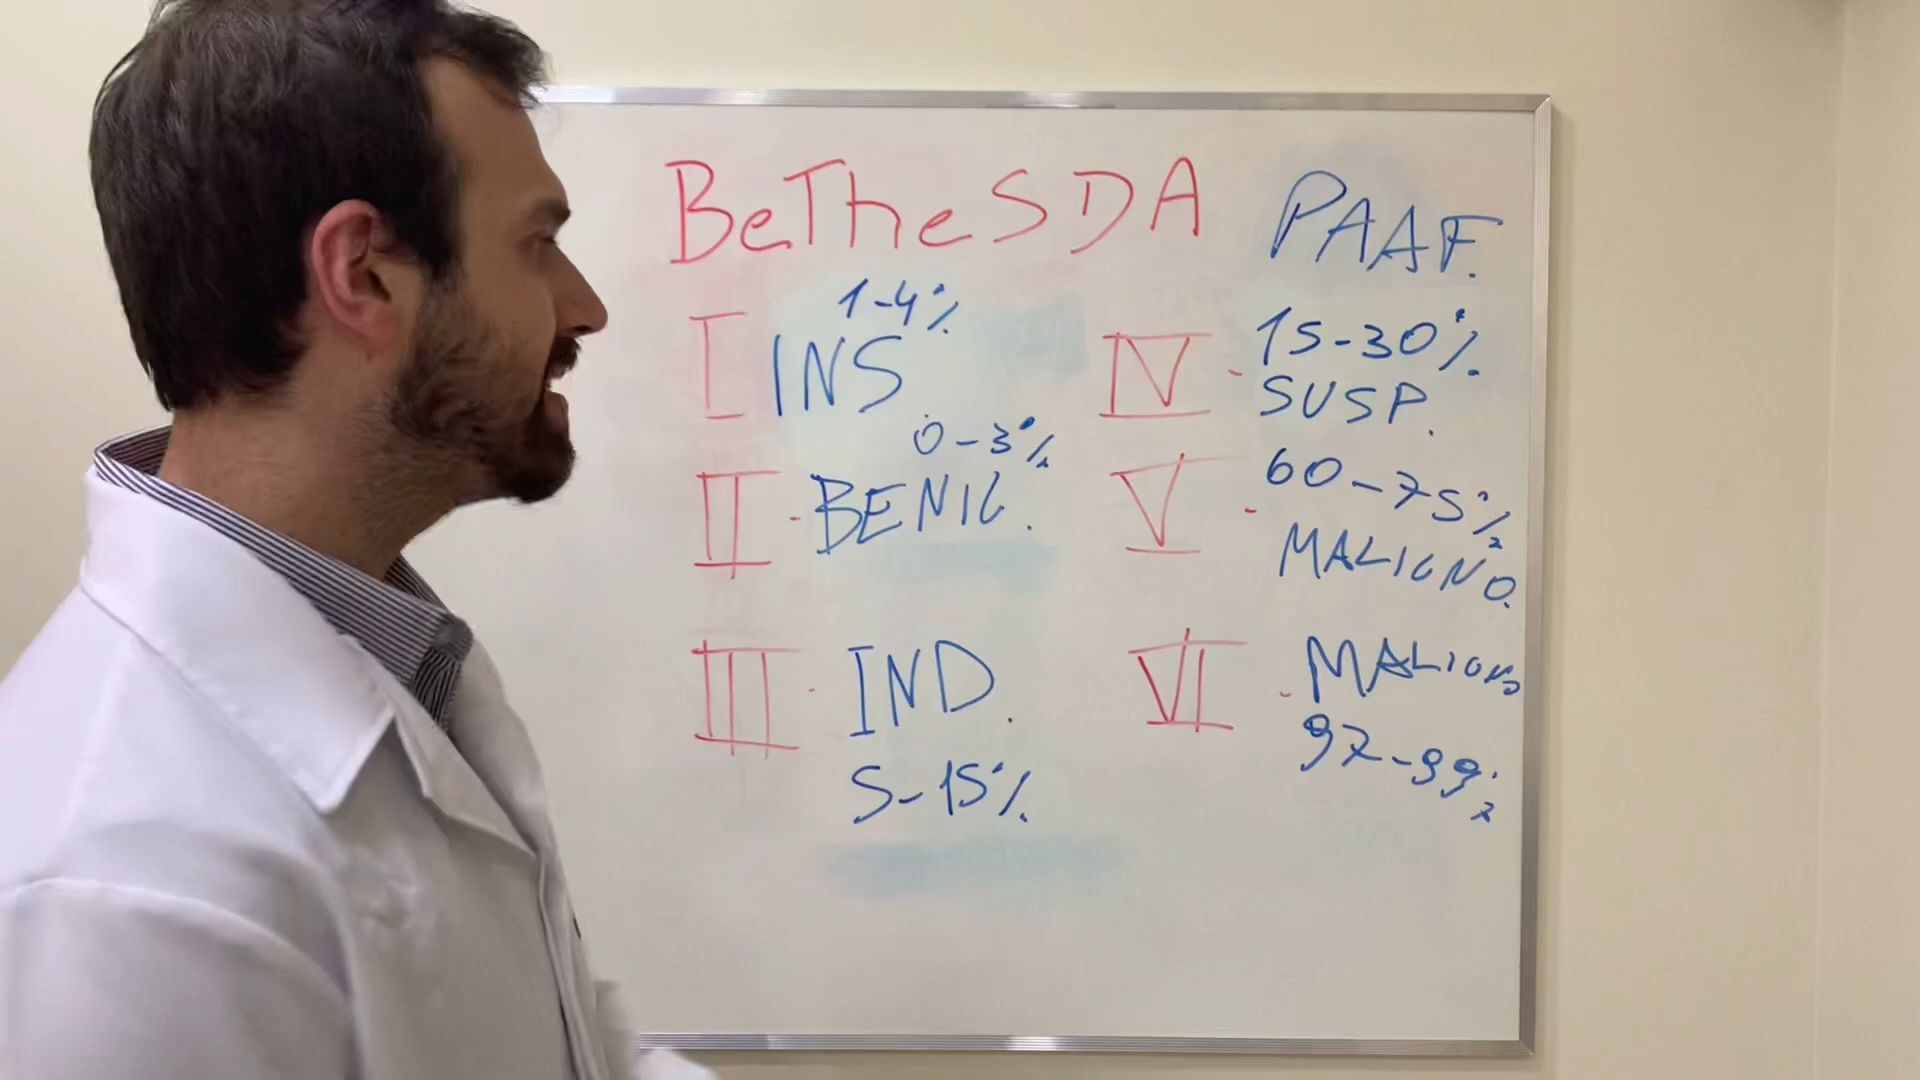 BeTheSDA PAAF.
1-4%
I INS
0-3%
II - BENIG.
III - IND.
5-15%
IV - 15-30%
SUSP.
V - 60-75%
MALIGNO.
VI - MALIGNO
97-99%